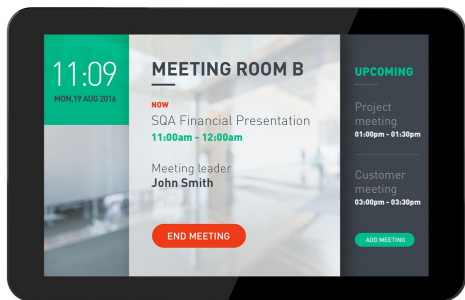 11:09
MON,19 AUG 2016
MEETING ROOM B
NOW
SQA Financial Presentation
11:00am - 12:00am
Meeting leader
John Smith
END MEETING
UPCOMING
Project
meeting
01:00pm - 01:30pm
Customer
meeting
03:00pm - 03:30pm
ADD MEETING